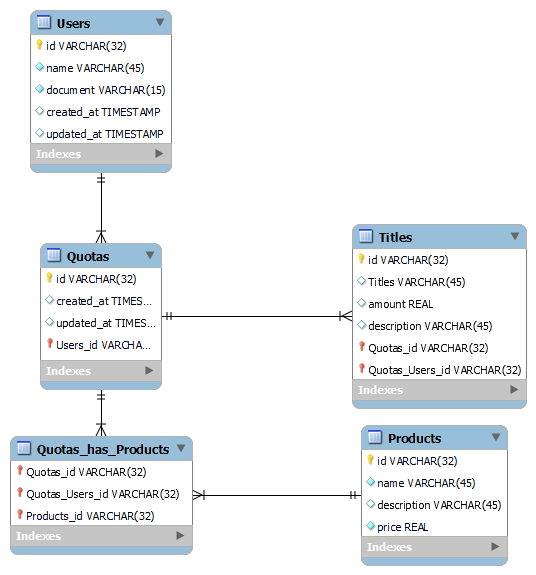 Users
id VARCHAR(32)
name VARCHAR(45)
document VARCHAR(15)
created_at TIMESTAMP
updated_at TIMESTAMP
Indexes
Quotas
id VARCHAR(32)
created_at TIMES...
updated_at TIMES...
Users_id VARCHA...
Indexes
Titles
id VARCHAR(32)
Titles VARCHAR(45)
amount REAL
description VARCHAR(45)
Quotas_id VARCHAR(32)
Quotas_Users_id VARCHAR(32)
Indexes
Quotas_has_Products
Quotas_id VARCHAR(32)
Quotas_Users_id VARCHAR(32)
Products_id VARCHAR(32)
Indexes
Products
id VARCHAR(32)
name VARCHAR(45)
description VARCHAR(45)
price REAL
Indexes